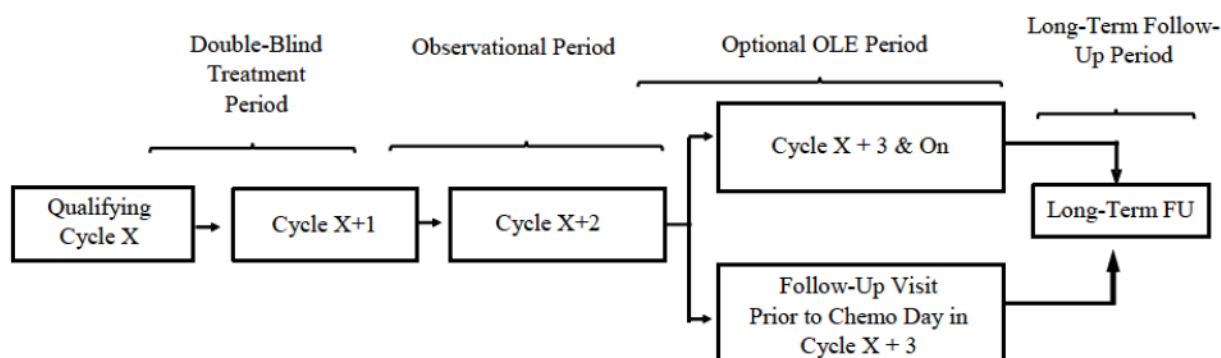 Double-Blind
Treatment
Period
Observational Period
Optional OLE Period
Long-Term Follow-
Up Period
Qualifying
Cycle X
Cycle X+1
Cycle X+2
Cycle X + 3 & On
Follow-Up Visit
Prior to Chemo Day in
Cycle X + 3
Long-Term FU